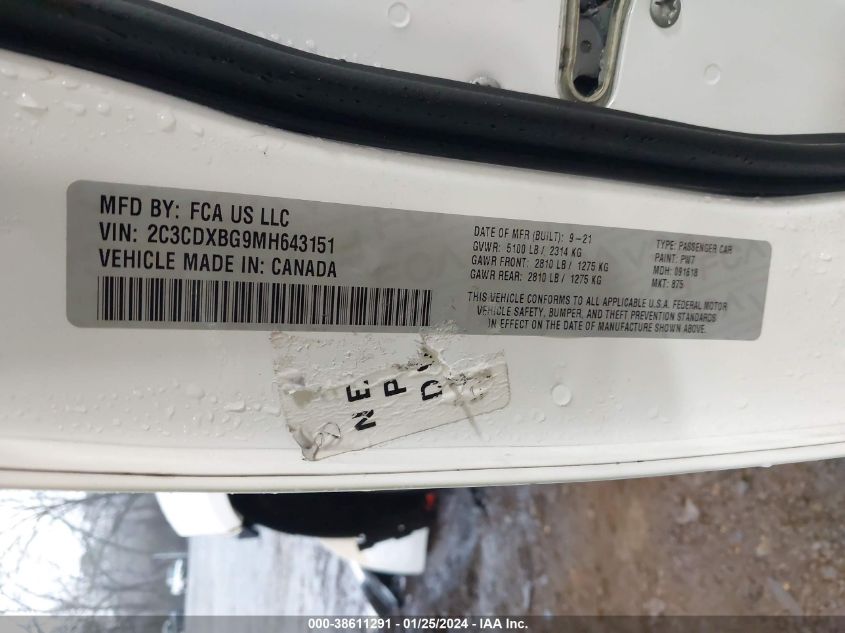 MFD BY: FCA US LLC
VIN: 2C3CDXBG9MH643151
VEHICLE MADE IN: CANADA
DATE OF MFR (BUILT): 9-21
GVWR: 5100 LB / 2314 KG
GAWR FRONT: 2810 LB / 1275 KG
GAWR REAR: 2810 LB / 1275 KG
TYPE: PASSENGER CAR
PAINT: PW7
MDH: 091618
MKT: 875
THIS VEHICLE CONFORMS TO ALL APPLICABLE U.S.A. FEDERAL MOTOR
VEHICLE SAFETY, BUMPER, AND THEFT PREVENTION STANDARDS
IN EFFECT ON THE DATE OF MANUFACTURE SHOWN ABOVE.
NE
P
D
000-38611291 - 01/25/2024 - IAA Inc.